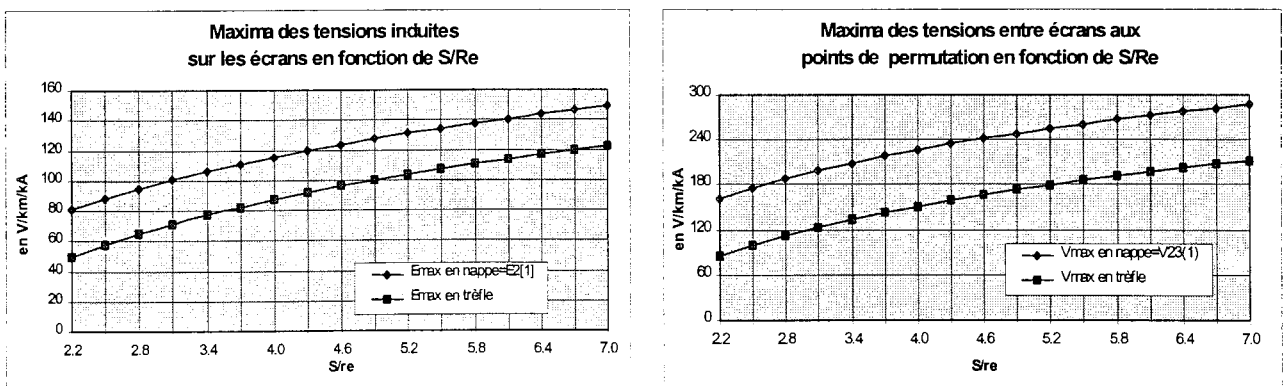 Maxima des tensions induites
sur les écrans en fonction de S/Re
160
140
120
100
80
60
40
20
0
en V/km/kA
Emax en nappe=E2[1]
Emax en trèfle
2.2 2.8 3.4 4.0 4.6 5.2 5.8 6.4 7.0
S/re
Maxima des tensions entre écrans aux
points de permutation en fonction de S/Re
300
240
180
120
60
0
en V/km/kA
Vmax en nappe=V23(1)
Vmax en trèfle
2.2 2.8 3.4 4.0 4.6 5.2 5.8 6.4 7.0
S/re